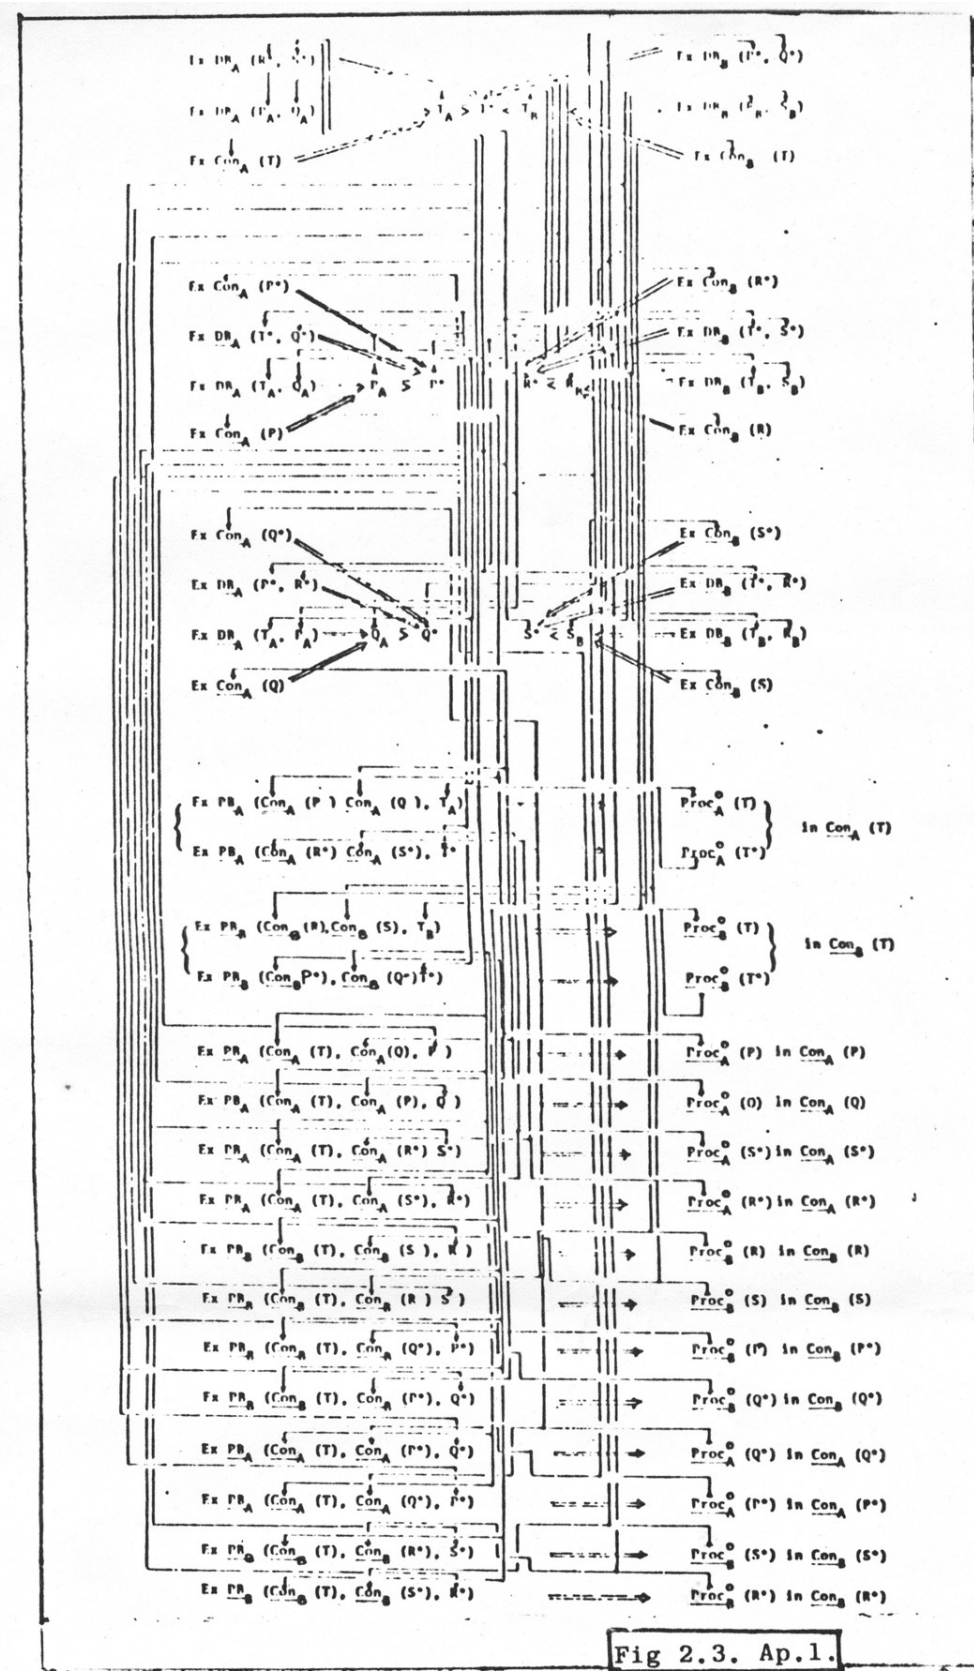 Ex DB_A (R*, S*) Ex DB_B (P*, Q*)
Ex DB_A (P_A, Q_A) > T_A > T* < T_B Ex DB_B (R_B, S_B)
Ex Con_A (T) Ex Con_B (T)
Ex Con_A (P*) Ex Con_B (R*)
Ex DB_A (T*, Q*) Ex DB_B (T*, S*)
Ex DB_A (T_A, Q_A) > P_A > P* R* < R_B Ex DB_B (T_B, S_B)
Ex Con_A (P) Ex Con_B (R)
Ex Con_A (Q*) Ex Con_B (S*)
Ex DB_A (P*, R*) Ex DB_B (T*, R*)
Ex DB_A (T_A, P_A) Q_A > Q* S* < S_B Ex DB_B (T_B, R_B)
Ex Con_A (Q) Ex Con_B (S)
Ex PB_A (Con_A (P) Con_A (Q), T_A) Proc°_A (T)
in Con_A (T)
Ex PB_A (Con_A (R*) Con_A (S*), T* Proc°_A (T*)
Ex PB_B (Con_B (R), Con_B (S), T_B) Proc°_B (T)
in Con_B (T)
Ex PB_B (Con_B P*), Con_B (Q*) T*) Proc°_B (T*)
Ex PB_A (Con_A (T), Con_A (Q), P) Proc°_A (P) in Con_A (P)
Ex PB_A (Con_A (T), Con_A (P), Q) Proc°_A (Q) in Con_A (Q)
Ex PB_A (Con_A (T), Con_A (R*) S*) Proc°_A (S*) in Con_A (S*)
Ex PB_A (Con_A (T), Con_A (S*), R*) Proc°_A (R*) in Con_A (R*)
Ex PB_B (Con_B (T), Con_B (S), R) Proc°_B (R) in Con_B (R)
Ex PB_B (Con_B (T), Con_B (R) S) Proc°_B (S) in Con_B (S)
Ex PB_B (Con_B (T), Con_B (Q*), P*) Proc°_B (P) in Con_B (P*)
Ex PB_B (Con_B (T), Con_B (P*), Q*) Proc°_B (Q*) in Con_B (Q*)
Ex PB_A (Con_A (T), Con_A (P*), Q*) Proc°_A (Q*) in Con_A (Q*)
Ex PB_A (Con_A (T), Con_A (Q*), P*) Proc°_A (P*) in Con_A (P*)
Ex PB_B (Con_B (T), Con_B (R*), S*) Proc°_B (S*) in Con_B (S*)
Ex PB_B (Con_B (T), Con_B (S*), R*) Proc°_B (R*) in Con_B (R*)
Fig 2.3. Ap.1.